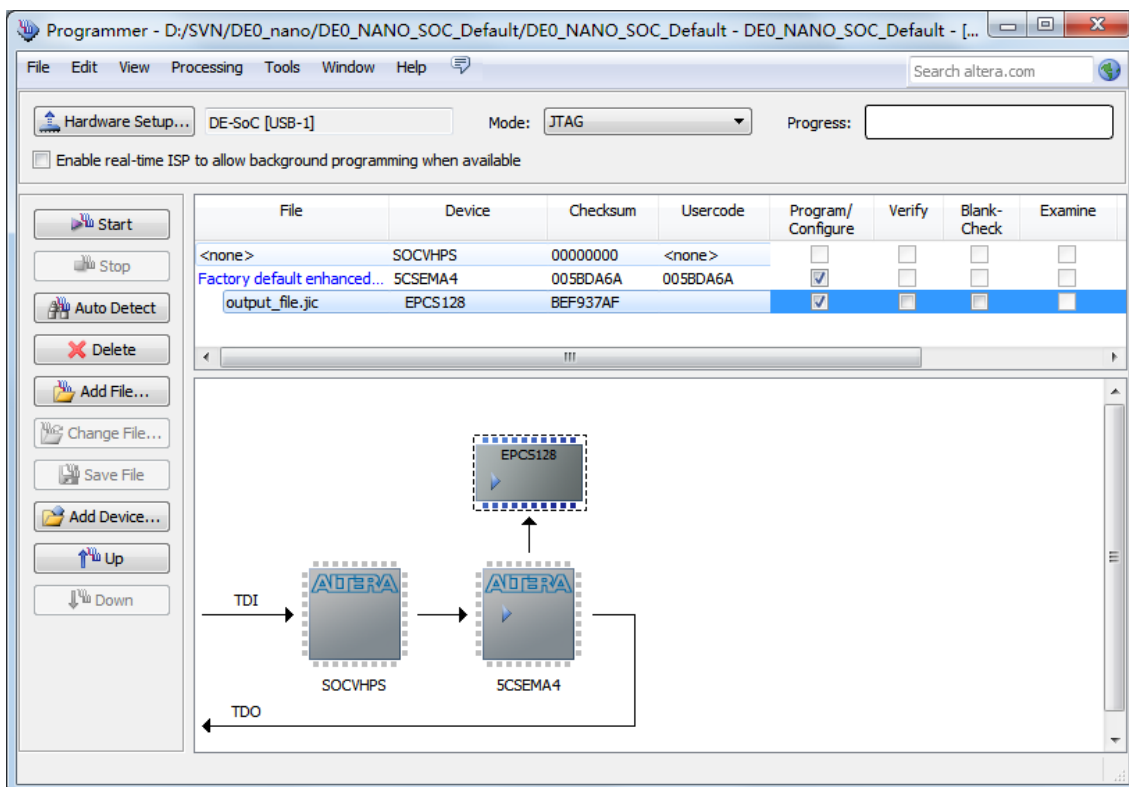 Programmer - D:/SVN/DE0_nano/DE0_NANO_SOC_Default/DE0_NANO_SOC_Default - DE0_NANO_SOC_Default - [...
File Edit View Processing Tools Window Help Search altera.com
Hardware Setup... DE-SoC [USB-1] Mode: JTAG Progress:
Enable real-time ISP to allow background programming when available
Start
Stop
Auto Detect
Delete
Add File...
Change File...
Save File
Add Device...
Up
Down
File Device Checksum Usercode Program/ Verify Blank- Examine
Configure Check
<none> SOCVHPS 00000000 <none>
Factory default enhanced... 5CSEMA4 005BDA6A 005BDA6A
output_file.jic EPCS128 BEF937AF
EPCS128
ALTERA ALTERA
TDI
SOCVHPS 5CSEMA4
TDO